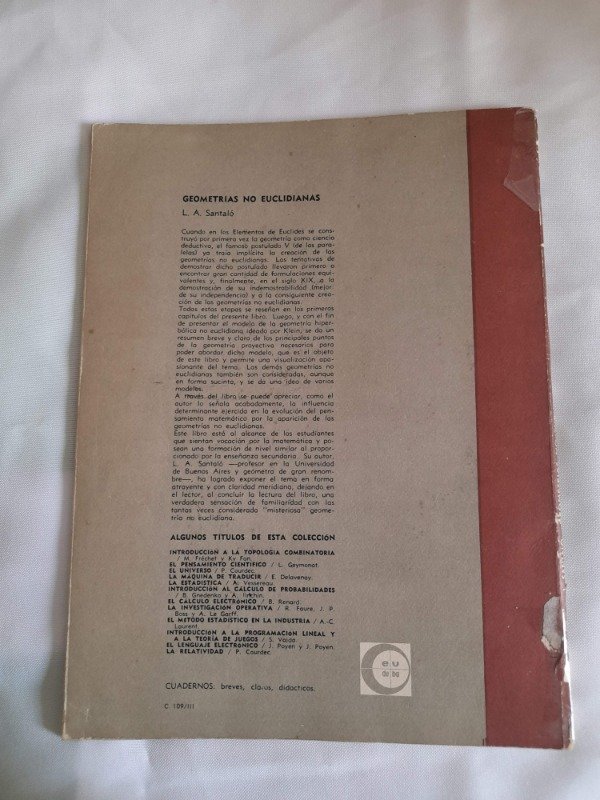 GEOMETRIAS NO EUCLIDIANAS
L. A. Santaló
Cuando en los Elementos de Euclides se cons-
truyó por primera vez la geometría como ciencia
deductiva, el famoso postulado V (de las para-
lelas) ya traía implícita la creación de las
geometrías no euclidianas. Las tentativas de
demostrar dicho postulado llevaron primero a
encontrar gran cantidad de formulaciones equi-
valentes y, finalmente, en el siglo XIX, a la
demostración de su indemostrabilidad (mejor,
de su independencia) y a la consiguiente crea-
ción de las geometrías no euclidianas.
Todas estas etapas se reseñan en los primeros
capítulos del presente libro. Luego, y con el fin
de presentar el modelo de la geometría hiper-
bólica no euclidiana ideado por Klein, se da un
resumen breve y claro de los principales puntos
de la geometría proyectiva necesarios para
poder abordar dicho modelo, que es el objeto
de este libro y permite una visualización apa-
sionante del tema. Las demás geometrías no
euclidianas también son consideradas, aunque
en forma sucinta, y se da una idea de varios
modelos.
A través del libro se puede apreciar, como el
autor lo señala acabadamente, la influencia
determinante ejercida en la evolución del pen-
samiento matemático por la aparición de las
geometrías no euclidianas.
Este libro está al alcance de los estudiantes
que sientan vocación por la matemática y po-
sean una formación de nivel similar al pro-
porcionado por la enseñanza secundaria. Su autor,
L. A. Santaló —profesor en la Universidad
de Buenos Aires y geómetra de gran renom-
bre—, ha logrado exponer el tema en forma
atrayente y con claridad meridiana, dejando en
el lector, al concluir la lectura del libro, una
verdadera sensación de familiaridad con las
tantas veces considerada "misteriosa" geome-
tría no euclidiana.
ALGUNOS TITULOS DE ESTA COLECCION
INTRODUCCION A LA TOPOLOGIA COMBINATORIA
/ M. Fréchet y Ky Fan.
EL PENSAMIENTO CIENTIFICO / L. Geymonat.
EL UNIVERSO / P. Courdec.
LA MAQUINA DE TRADUCIR / E. Delavenay.
LA ESTADISTICA / A. Vessereau.
INTRODUCCION AL CALCULO DE PROBABILIDADES
/ B. Gnedenko y A. Jinchin.
EL CALCULO ELECTRONICO / B. Renard.
LA INVESTIGACION OPERATIVA / R. Faure, J. P.
Boss y A. Le Garff.
EL METODO ESTADISTICO EN LA INDUSTRIA / A.-C.
Laurent.
INTRODUCCION A LA PROGRAMACION LINEAL Y
A LA TEORIA DE JUEGOS / S. Vajda.
EL LENGUAJE ELECTRONICO / J. Poyen y J. Poyen.
LA RELATIVIDAD / P. Courdec.
CUADERNOS: breves, claros, didácticos.
C. 109/III
eu
de ba